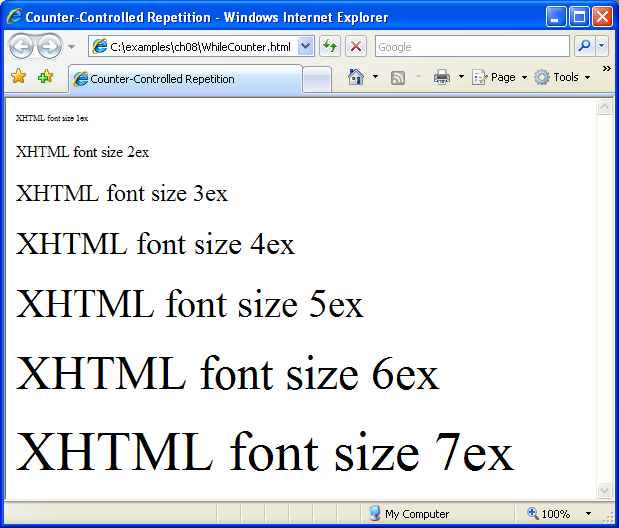 Counter-Controlled Repetition - Windows Internet Explorer
C:\examples\ch08\WhileCounter.html
Google
Counter-Controlled Repetition
Page
Tools
XHTML font size 1ex
XHTML font size 2ex
XHTML font size 3ex
XHTML font size 4ex
XHTML font size 5ex
XHTML font size 6ex
XHTML font size 7ex
My Computer
100%